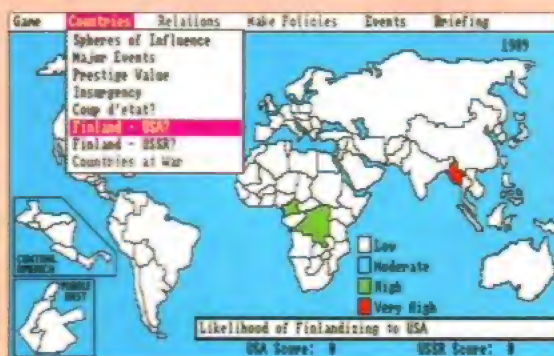 Game Countries Relations Make Policies Events Briefing
Spheres of Influence
Major Events
Prestige Value
Insurgency
Coup d'etat?
Finland - USA?
Finland - USSR?
Countries at War
1989
CENTRAL
AMERICA
MIDDLE
EAST
Low
Moderate
High
Very High
Likelihood of Finlandizing to USA
USA Score: 0 USSR Score: 0